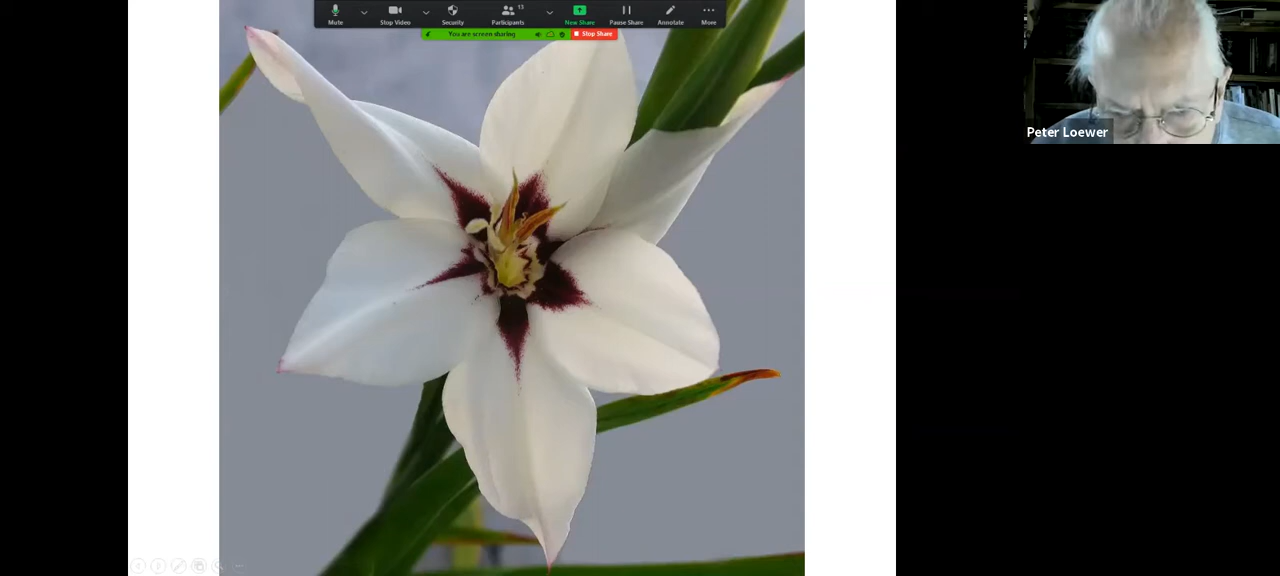 Mute
Stop Video
Security
Participants
13
New Share
Pause Share
Annotate
More
You are screen sharing
Stop Share
Peter Loewer